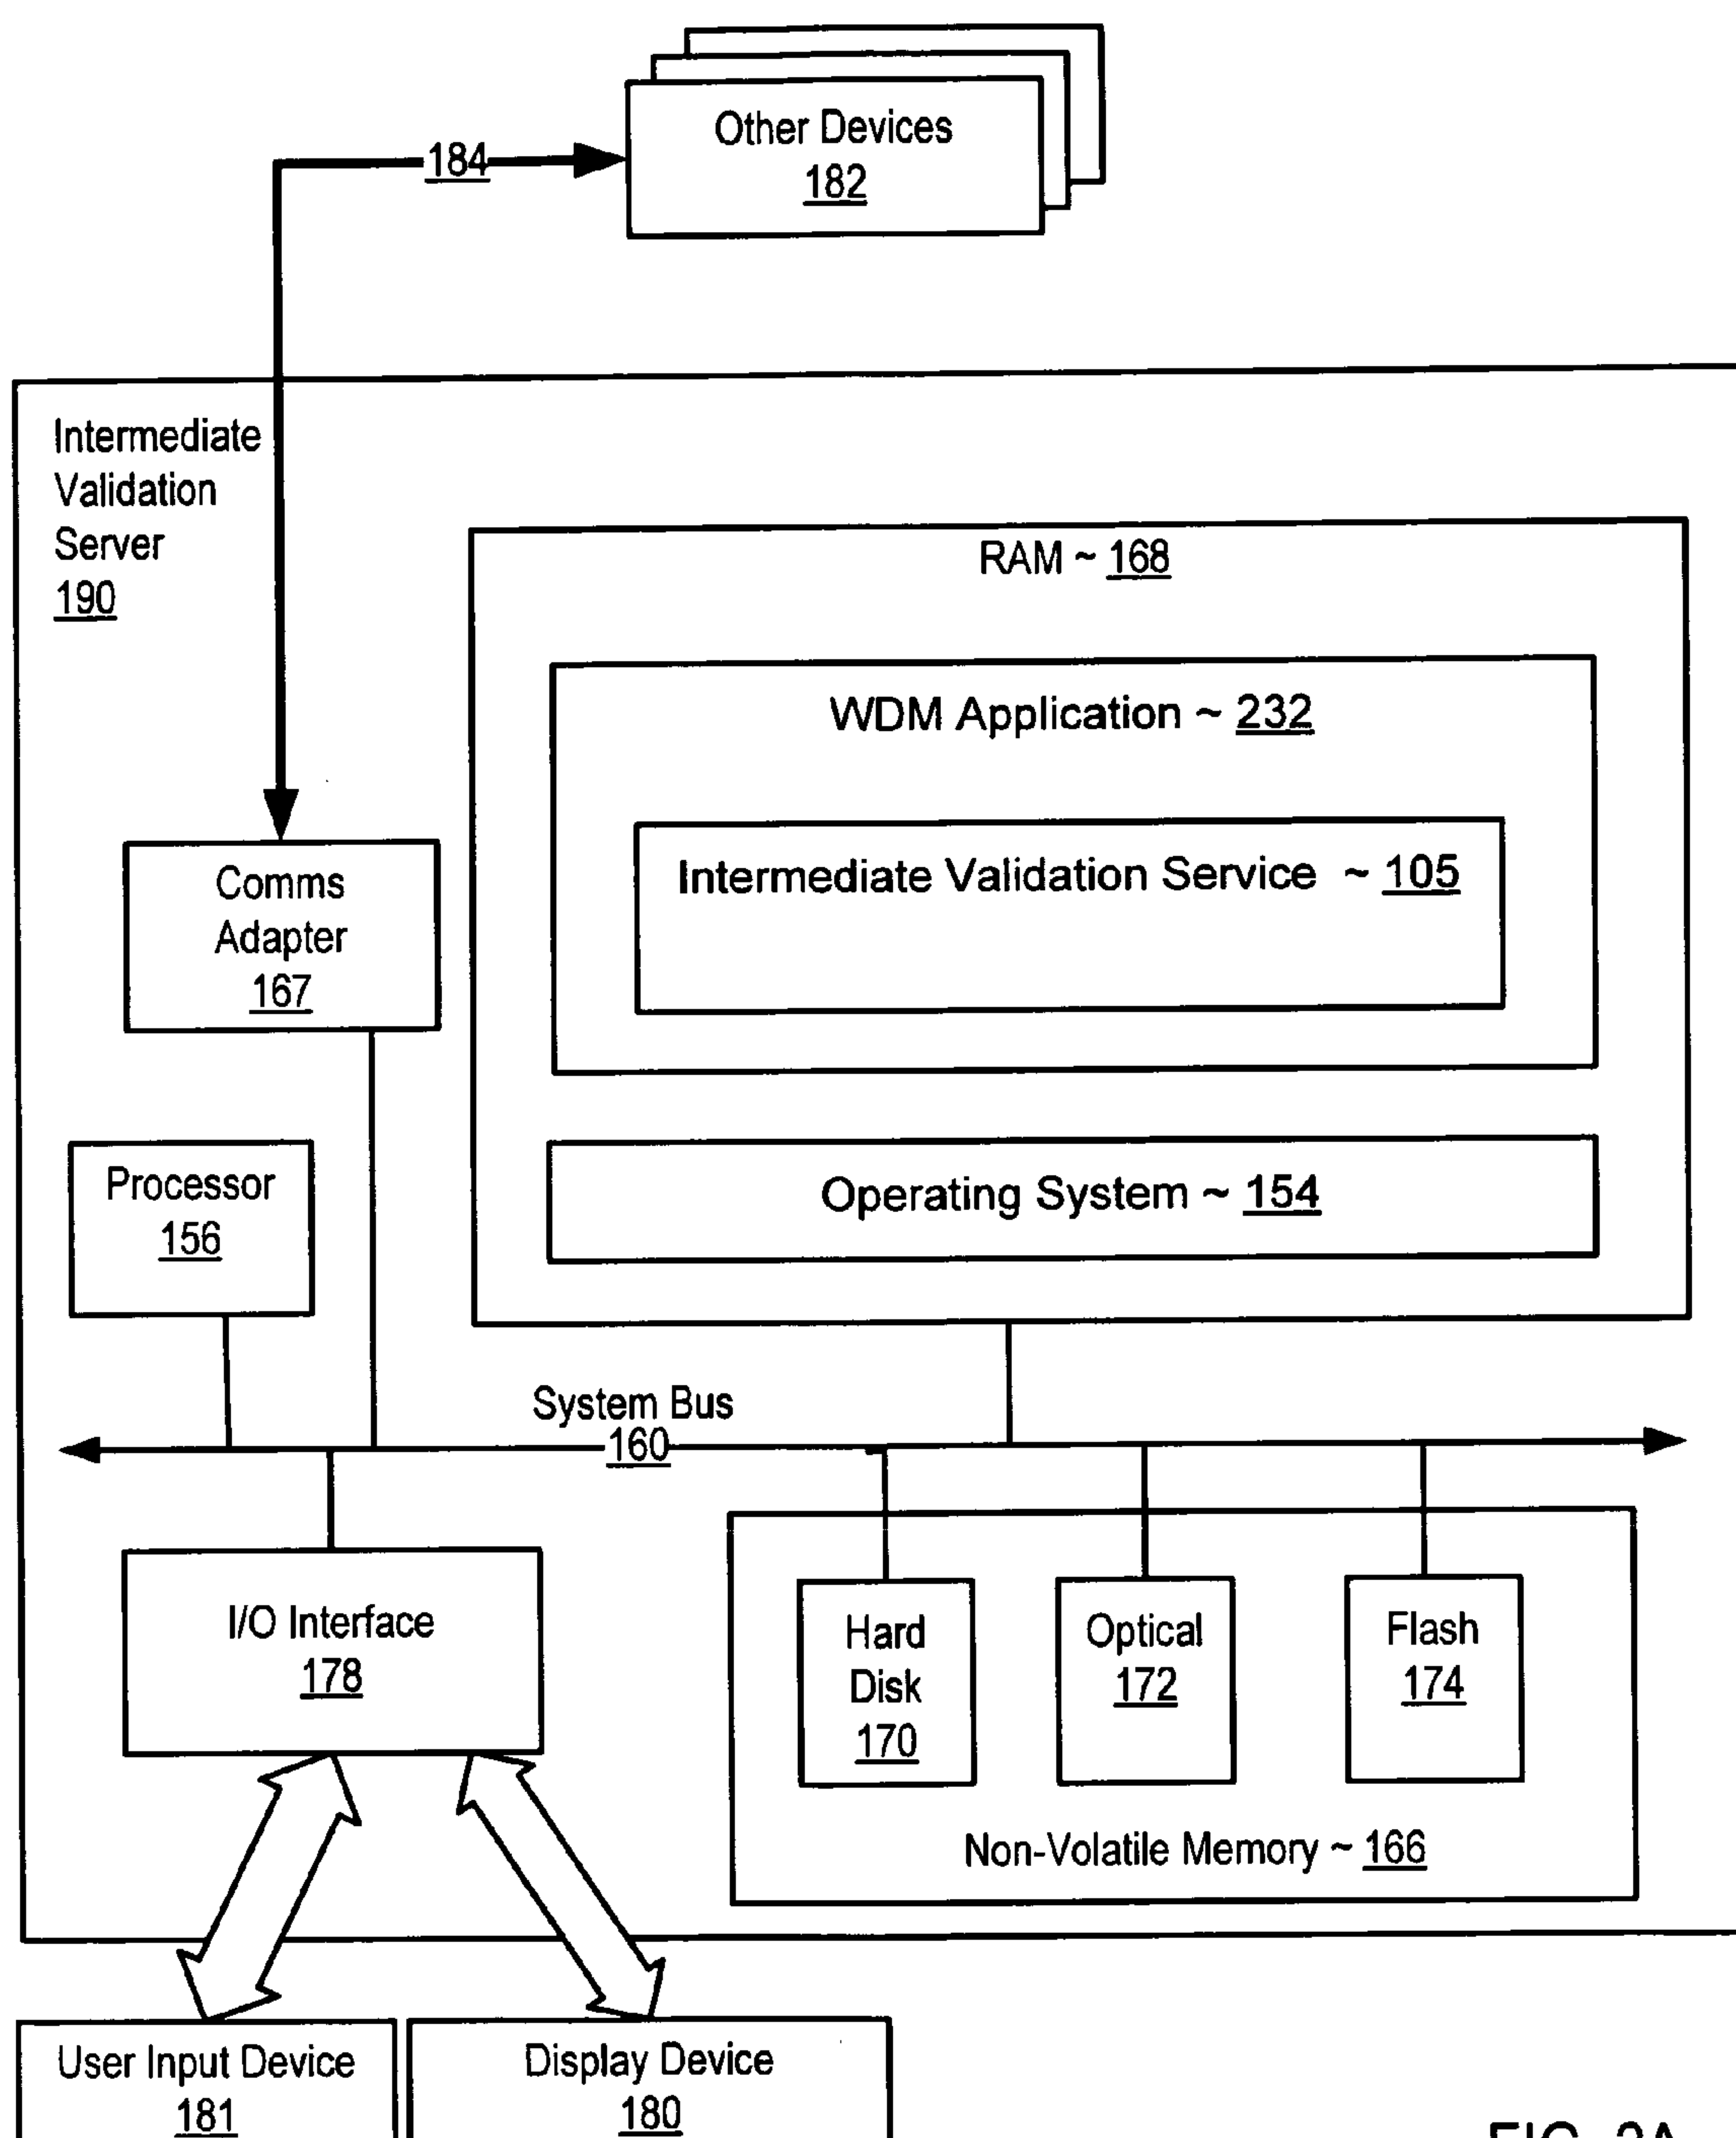 Other Devices
182
184
Intermediate
Validation
Server
190
RAM ~ 168
WDM Application ~ 232
Intermediate Validation Service ~ 105
Comms
Adapter
167
Processor
156
Operating System ~ 154
System Bus
160
I/O Interface
178
Hard
Disk
170
Optical
172
Flash
174
Non-Volatile Memory ~ 166
User Input Device
181
Display Device
180
FIG.